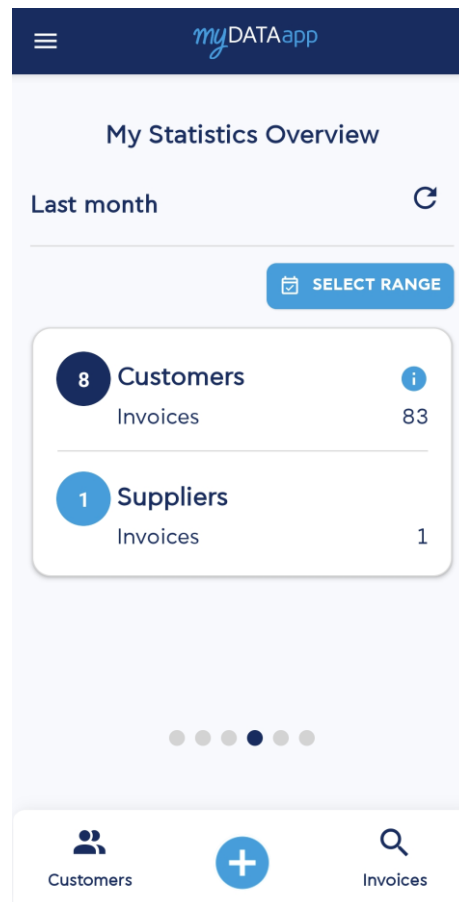 myDATAapp
My Statistics Overview
Last month
SELECT RANGE
8 Customers
Invoices 83
1 Suppliers
Invoices 1
Customers
Invoices